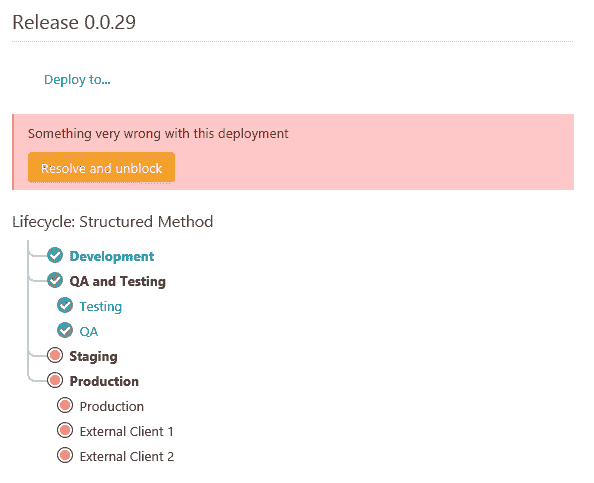 Release 0.0.29
Deploy to...
Something very wrong with this deployment
Resolve and unblock
Lifecycle: Structured Method
Development
QA and Testing
Testing
QA
Staging
Production
Production
External Client 1
External Client 2